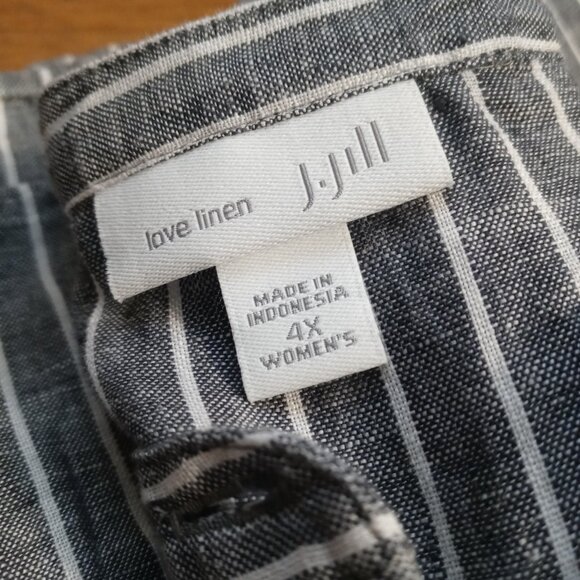 love linen J.Jill
MADE IN
INDONESIA
4X
WOMEN'S